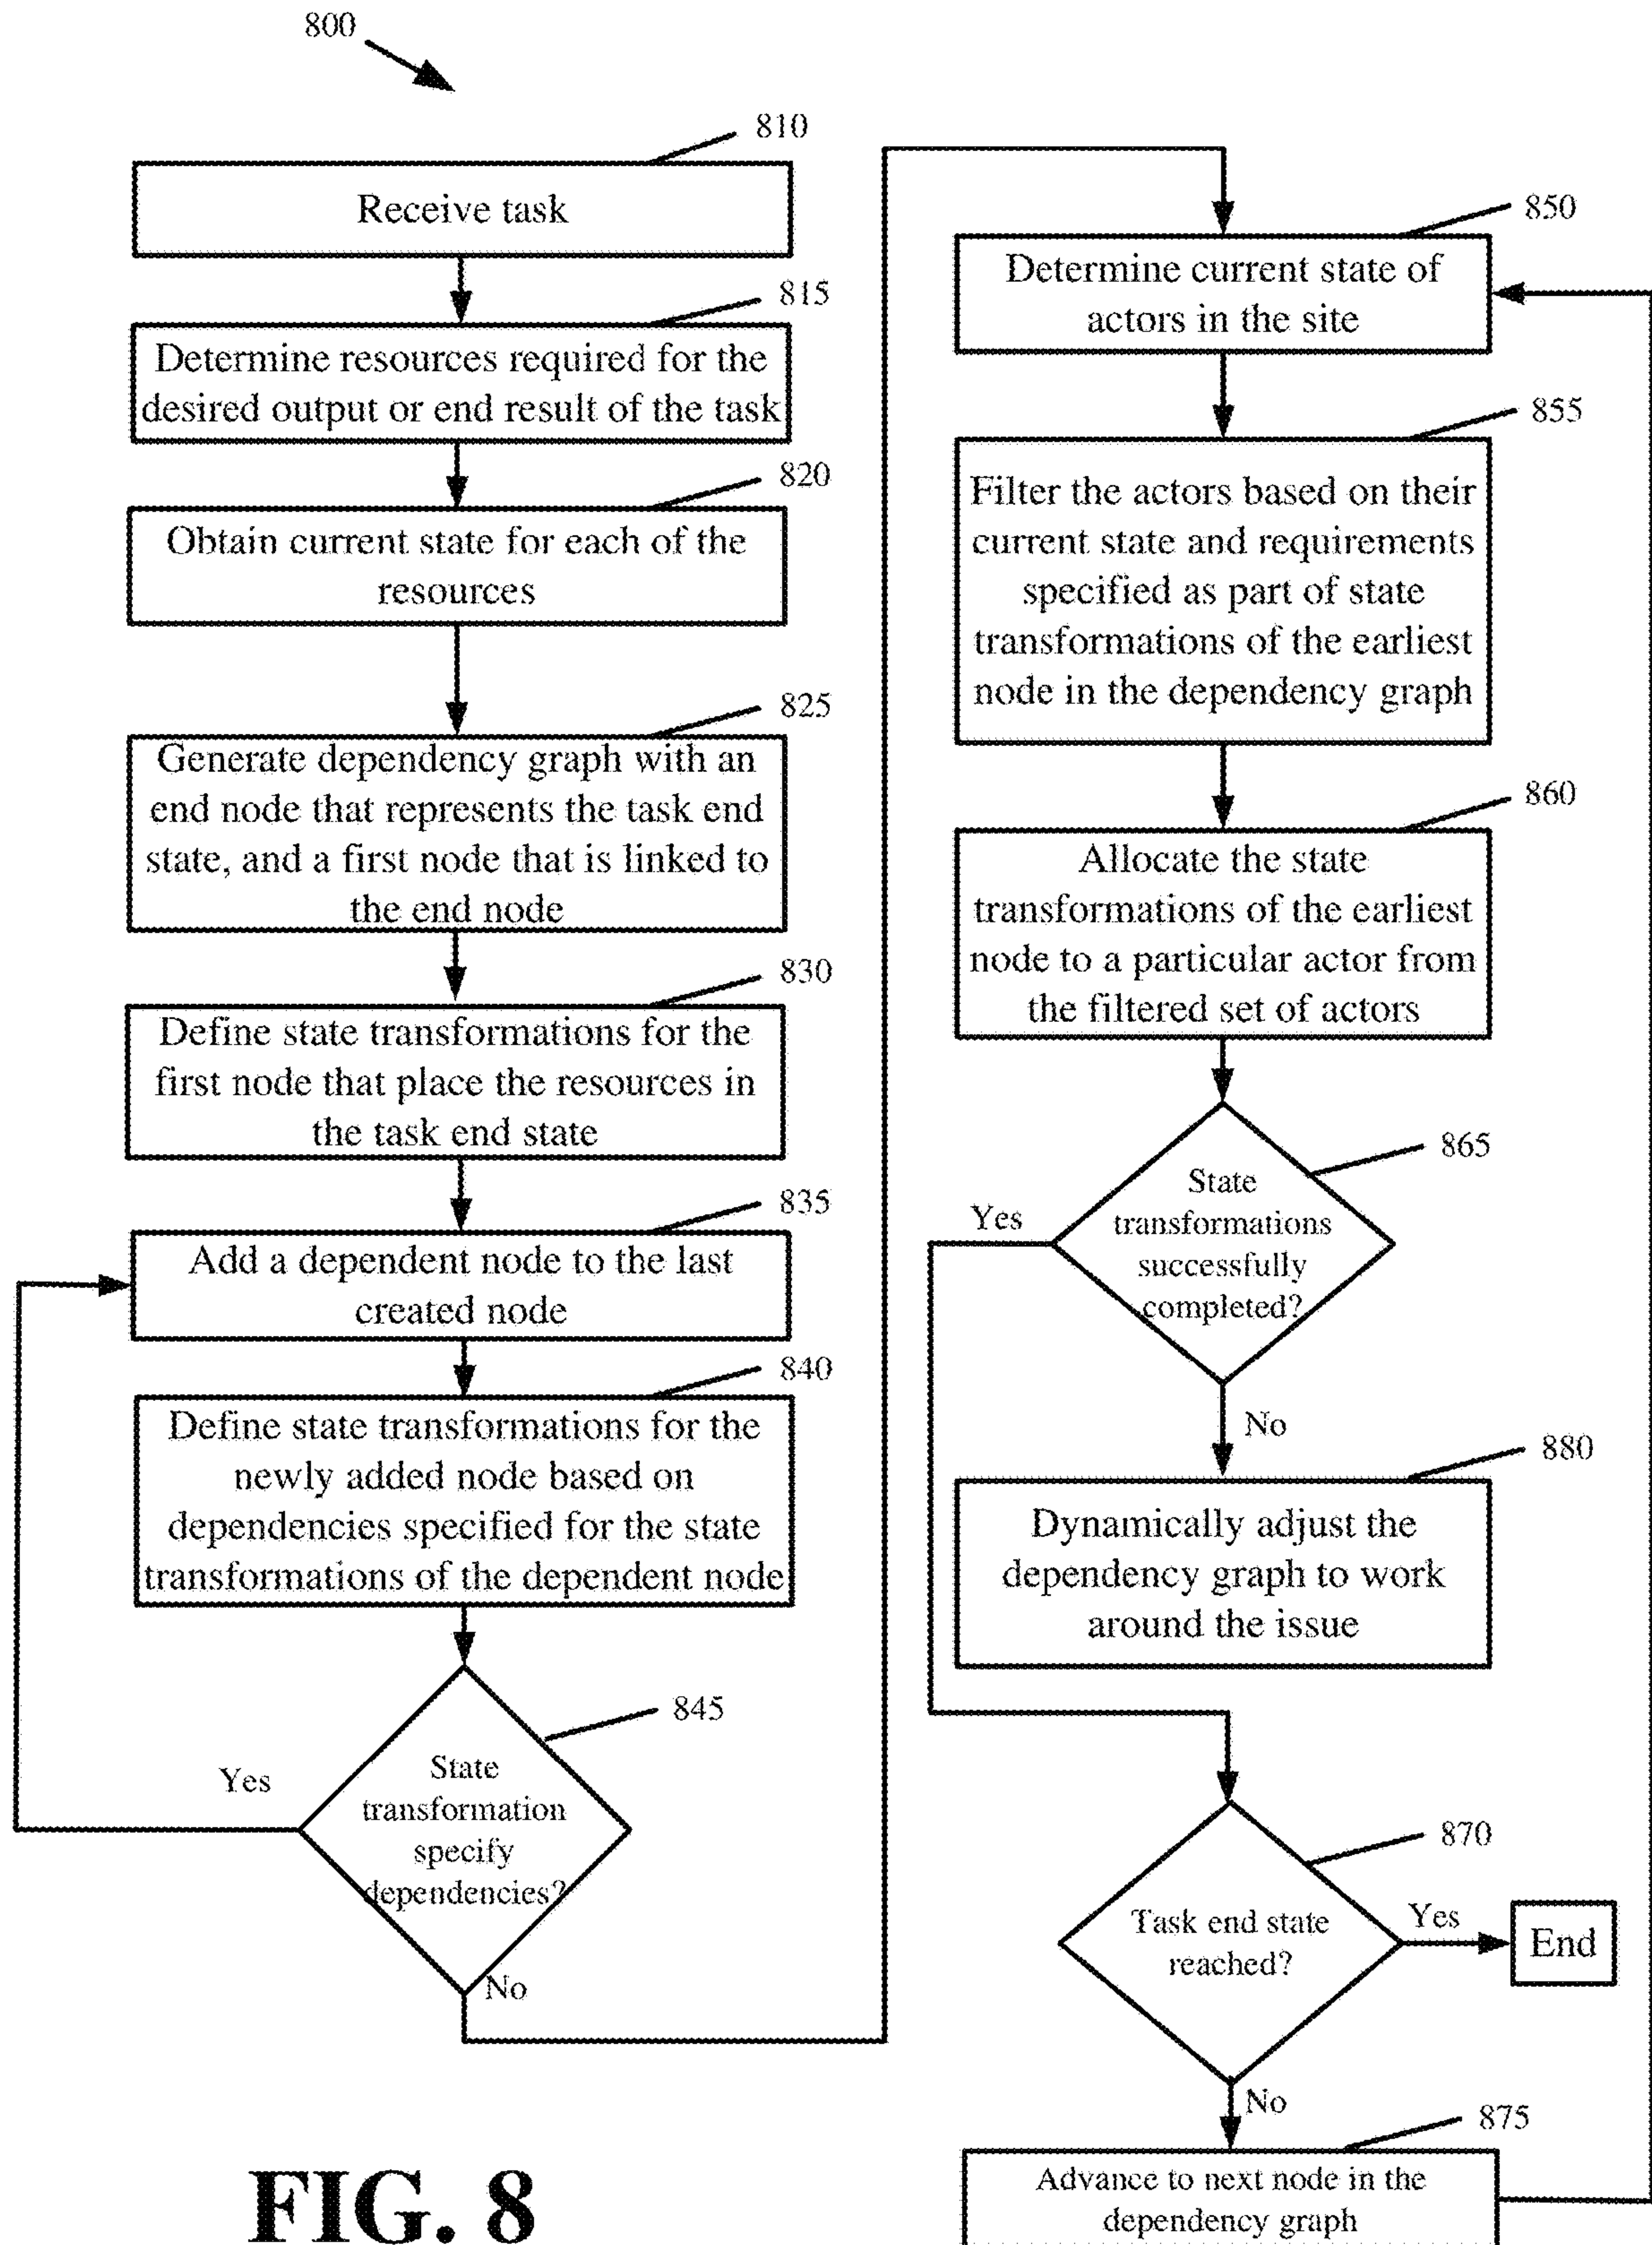 800
810
Receive task
815
Determine resources required for the
desired output or end result of the task
820
Obtain current state for each of the
resources
825
Generate dependency graph with an
end node that represents the task end
state, and a first node that is linked to
the end node
830
Define state transformations for the
first node that place the resources in
the task end state
835
Add a dependent node to the last
created node
840
Define state transformations for the
newly added node based on
dependencies specified for the state
transformations of the dependent node
845
State
transformation
specify
dependencies?
Yes
No
850
Determine current state of
actors in the site
855
Filter the actors based on their
current state and requirements
specified as part of state
transformations of the earliest
node in the dependency graph
860
Allocate the state
transformations of the earliest
node to a particular actor from
the filtered set of actors
865
State
transformations
successfully
completed?
Yes
No
880
Dynamically adjust the
dependency graph to work
around the issue
870
Task end state
reached?
Yes
End
No
875
Advance to next node in the
dependency graph
FIG. 8